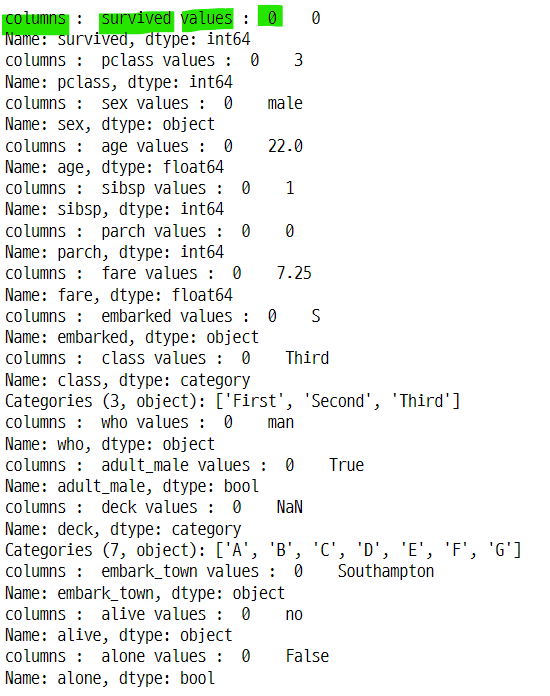 columns :  survived values :  0    0
Name: survived, dtype: int64
columns :  pclass values :  0    3
Name: pclass, dtype: int64
columns :  sex values :  0    male
Name: sex, dtype: object
columns :  age values :  0    22.0
Name: age, dtype: float64
columns :  sibsp values :  0    1
Name: sibsp, dtype: int64
columns :  parch values :  0    0
Name: parch, dtype: int64
columns :  fare values :  0    7.25
Name: fare, dtype: float64
columns :  embarked values :  0    S
Name: embarked, dtype: object
columns :  class values :  0    Third
Name: class, dtype: category
Categories (3, object): ['First', 'Second', 'Third']
columns :  who values :  0    man
Name: who, dtype: object
columns :  adult_male values :  0    True
Name: adult_male, dtype: bool
columns :  deck values :  0    NaN
Name: deck, dtype: category
Categories (7, object): ['A', 'B', 'C', 'D', 'E', 'F', 'G']
columns :  embark_town values :  0    Southampton
Name: embark_town, dtype: object
columns :  alive values :  0    no
Name: alive, dtype: object
columns :  alone values :  0    False
Name: alone, dtype: bool